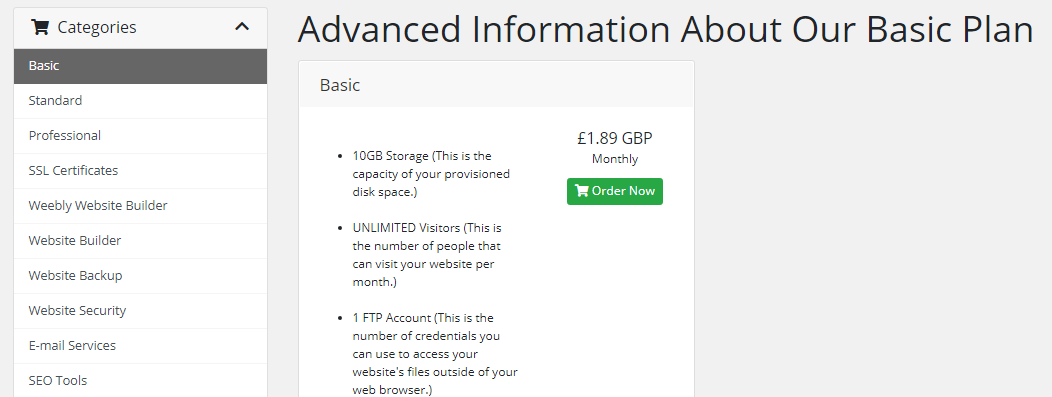 Categories
Basic
Standard
Professional
SSL Certificates
Weebly Website Builder
Website Builder
Website Backup
Website Security
E-mail Services
SEO Tools
Advanced Information About Our Basic Plan
Basic
10GB Storage (This is the
capacity of your provisioned
disk space.)
UNLIMITED Visitors (This is
the number of people that
can visit your website per
month.)
1 FTP Account (This is the
number of credentials you
can use to access your
website's files outside of your
web browser.)
£1.89 GBP
Monthly
Order Now